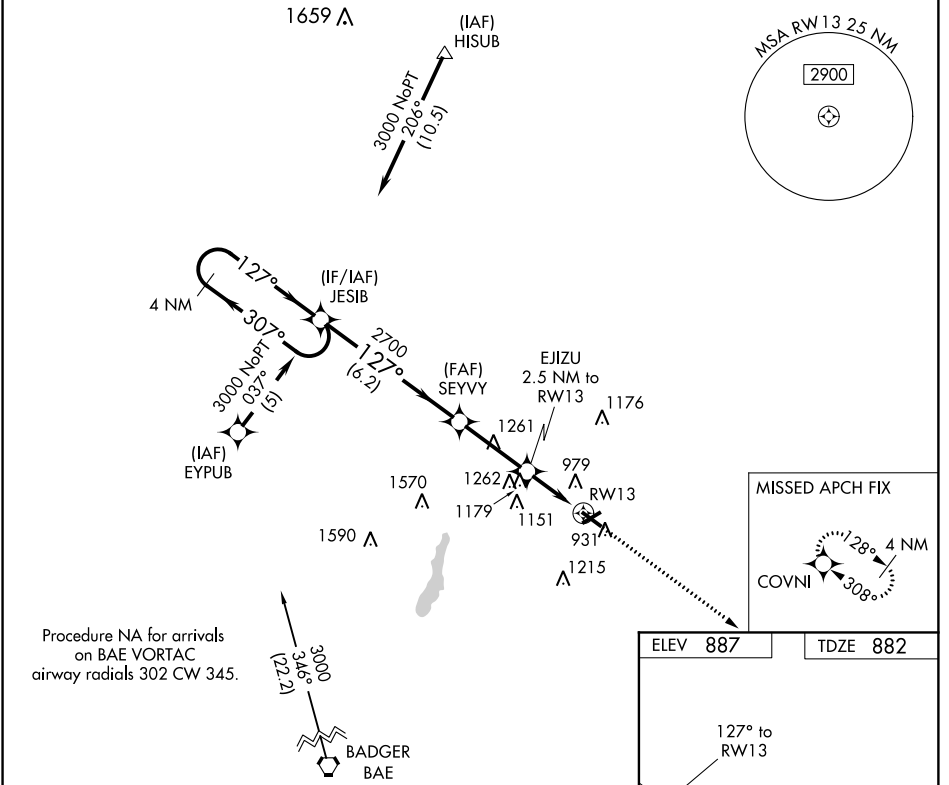 1659
(IAF)
HISUB
MSA RW13 25 NM
2900
3000 NoPT
206°
(10.5)
127°
4 NM
307°
(IF/IAF)
JESIB
2700
127°
(6.2)
3000 NoPT
037°
(5)
(IAF)
EYPUB
(FAF)
SEYVY
EJIZU
2.5 NM to
RW13
1176
1261
1262
979
1179
1151
RW13
931
1570
1590
1215
MISSED APCH FIX
128°
4 NM
COVNI
308°
Procedure NA for arrivals
on BAE VORTAC
airway radials 302 CW 345.
3000
346°
(22.2)
BADGER
BAE
ELEV 887
TDZE 882
127° to
RW13